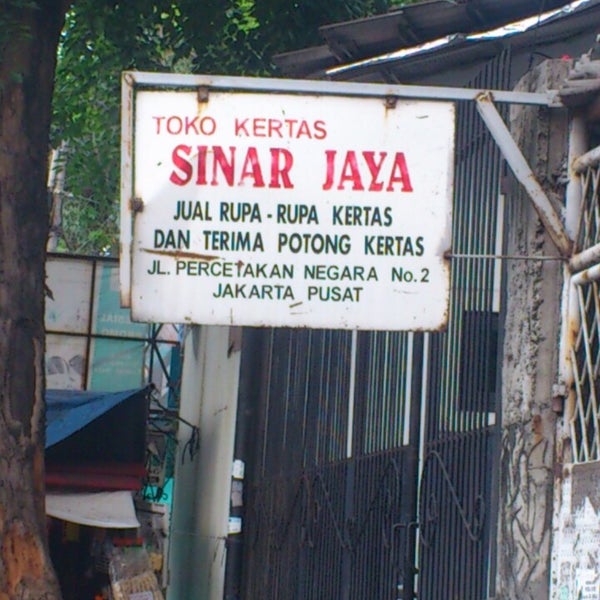 TOKO KERTAS
SINAR JAYA
JUAL RUPA - RUPA KERTAS
DAN TERIMA POTONG KERTAS
JL. PERCETAKAN NEGARA No. 2
JAKARTA PUSAT